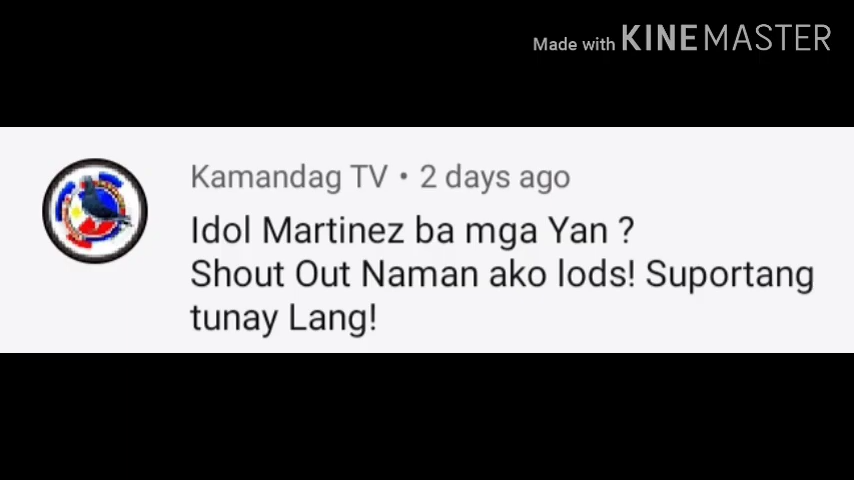 Made with KINEMASTER
Kamandag TV • 2 days ago
Idol Martinez ba mga Yan ?
Shout Out Naman ako lods! Suportang
tunay Lang!